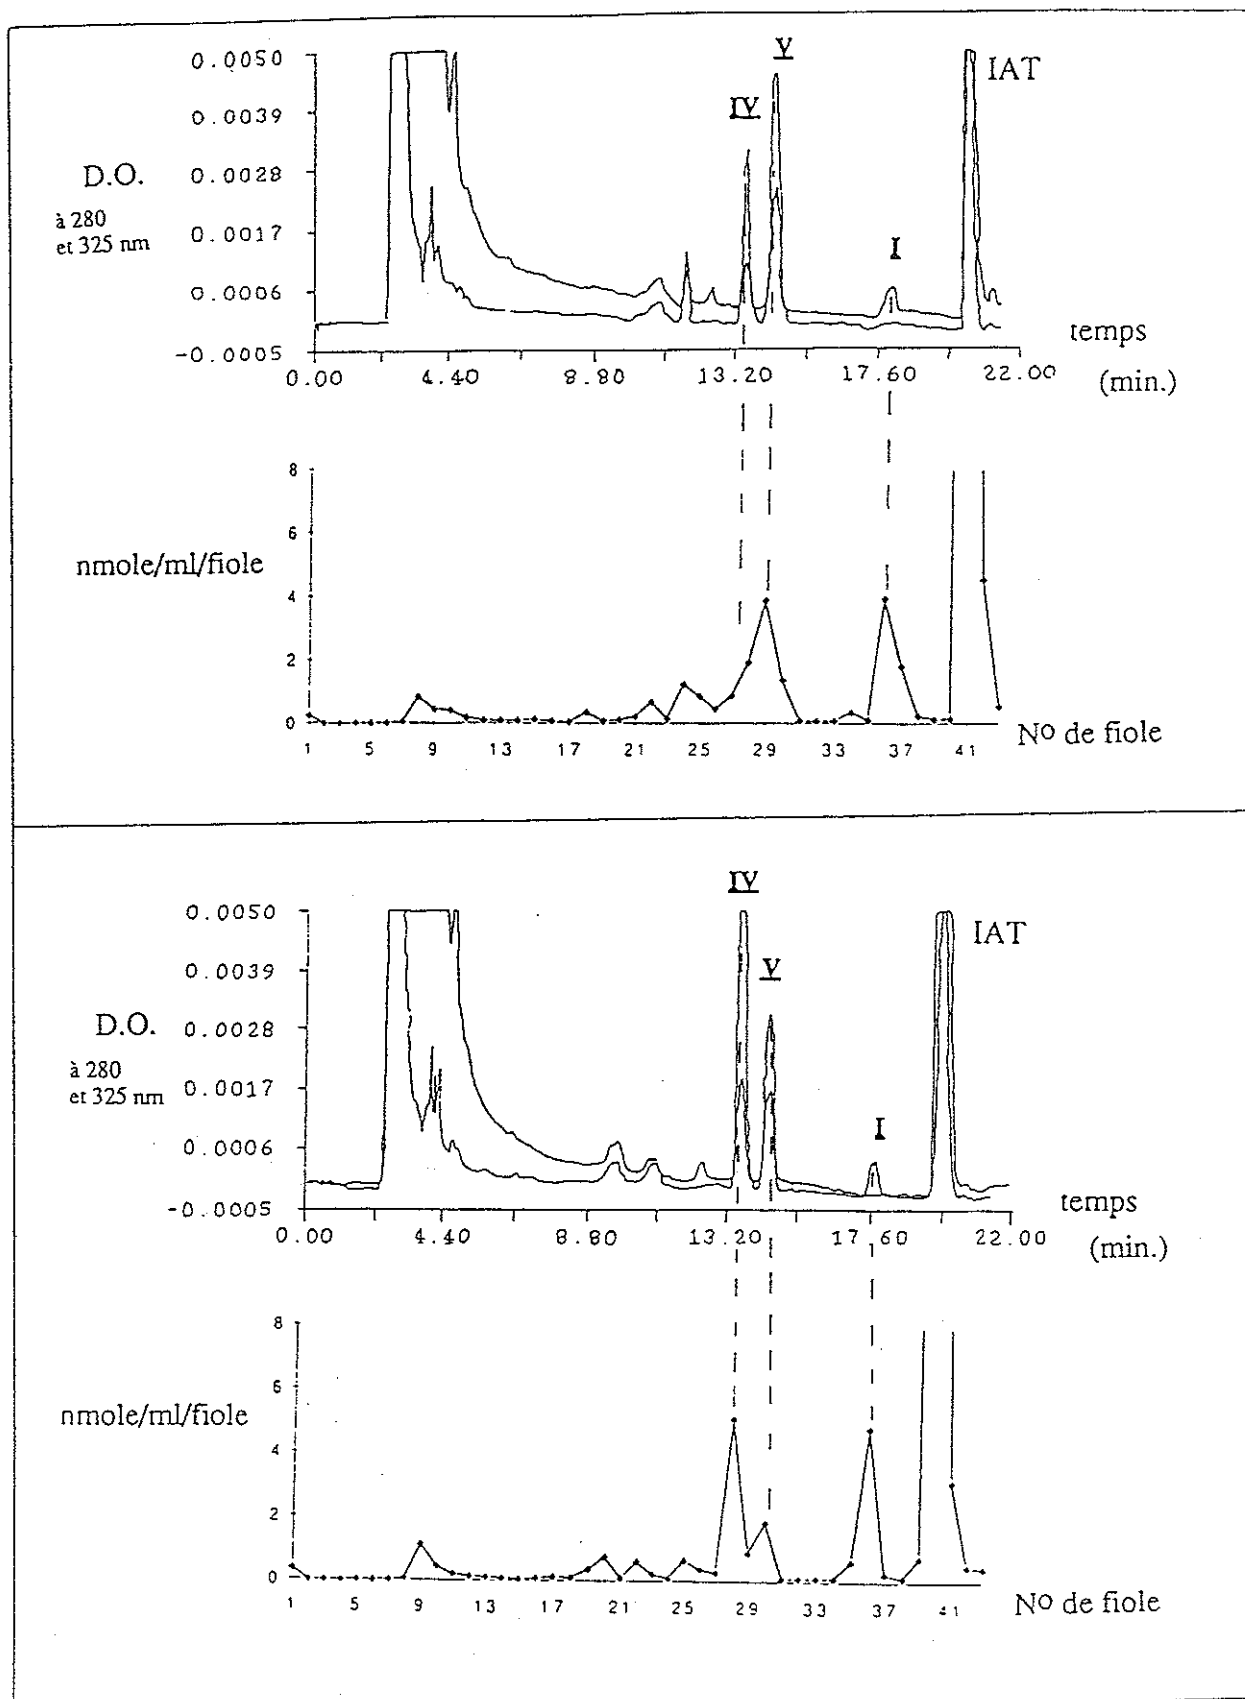 V
0.0050
IAT
0.0039
IV
D.O.
0.0028
à 280
et 325 nm
0.0017
I
0.0006
temps
-0.0005
0.00 4.40 8.80 13.20 17.60 22.00
(min.)
8
6
nmole/ml/fiole
4
2
0
1 5 9 13 17 21 25 29 33 37 41
No de fiole
IV
0.0050
IAT
V
0.0039
D.O.
0.0028
à 280
et 325 nm
0.0017
I
0.0006
temps
-0.0005
0.00 4.40 8.80 13.20 17.60 22.00
(min.)
8
6
nmole/ml/fiole
4
2
0
1 5 9 13 17 21 25 29 33 37 41
No de fiole